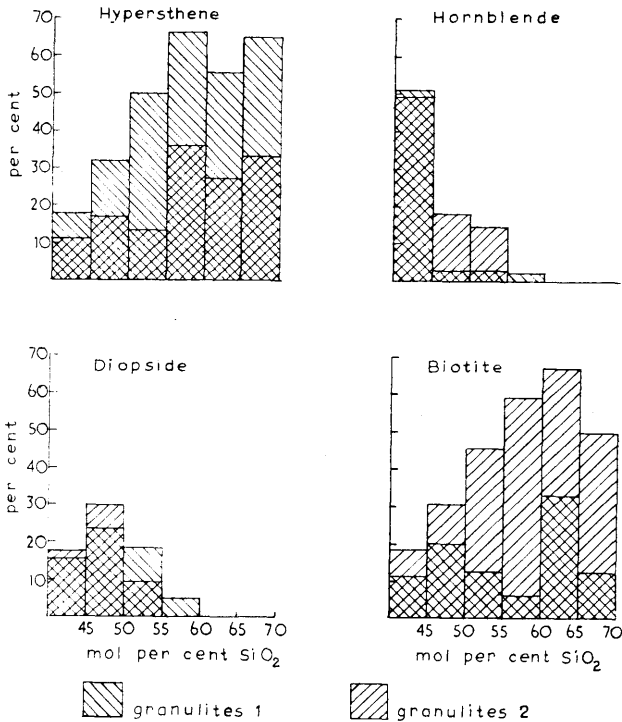 Hypersthene
Hornblende
70
60
50
40
30
20
10
per cent
Diopside
Biotite
70
60
50
40
30
20
10
per cent
45 50 55 60 65 70
45 50 55 60 65 70
mol per cent SiO₂
mol per cent SiO₂
granulites 1
granulites 2